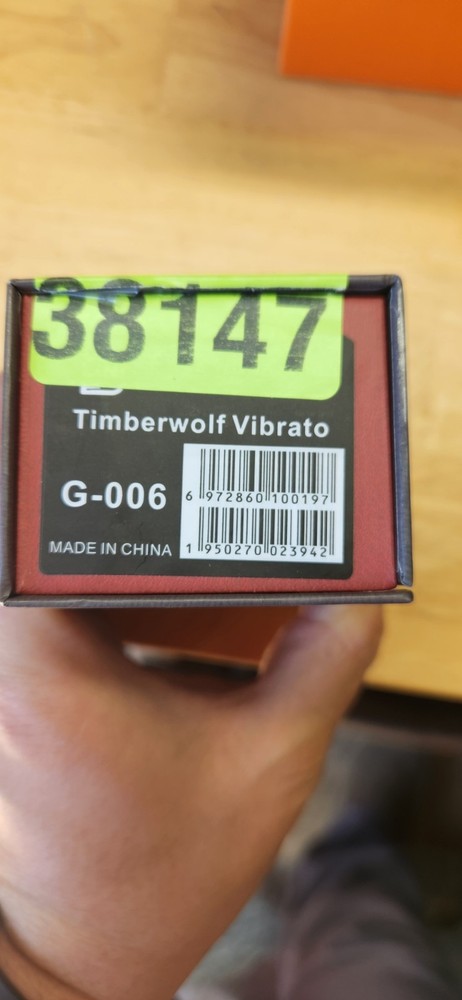 38147
Timberwolf Vibrato
G-006
6 972860 100197
MADE IN CHINA
1 950270 023942